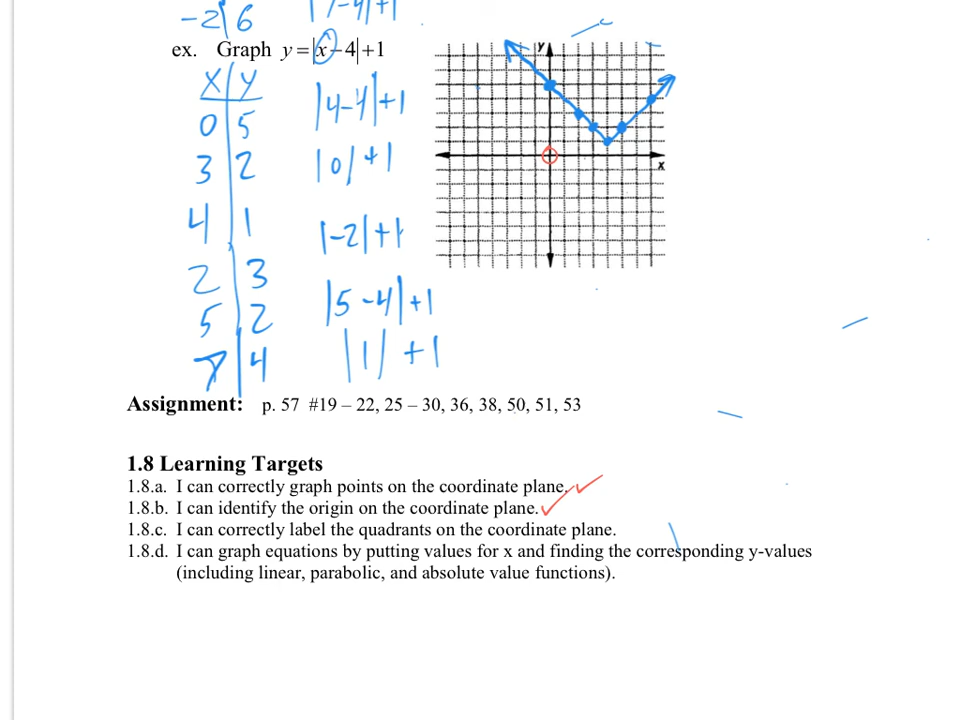 -2 6
|7-4|+1
ex. Graph y=|x-4|+1
y
X Y
|4-4|+1
0 5
3 2
|0|+1
x
4 1
|-2|+1
2 3
|5-4|+1
5 2
7 4
|1|+1
Assignment: p. 57 #19 – 22, 25 – 30, 36, 38, 50, 51, 53
1.8 Learning Targets
1.8.a. I can correctly graph points on the coordinate plane.
1.8.b. I can identify the origin on the coordinate plane.
1.8.c. I can correctly label the quadrants on the coordinate plane.
1.8.d. I can graph equations by putting values for x and finding the corresponding y-values
(including linear, parabolic, and absolute value functions).